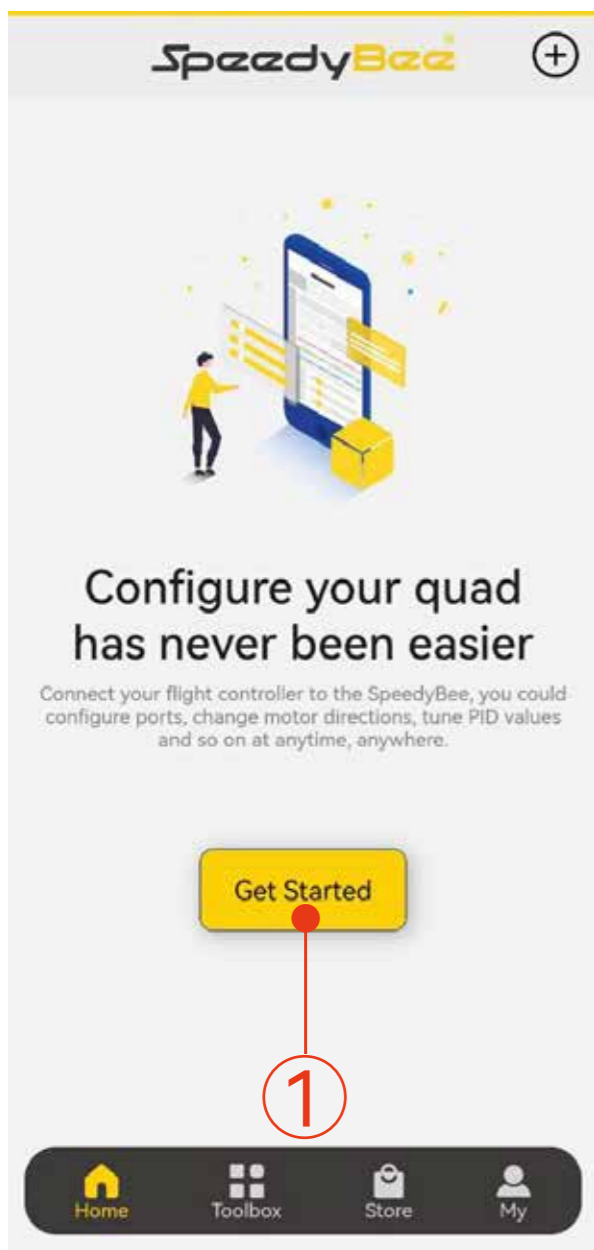 SpeedyBee
Configure your quad
has never been easier
Connect your flight controller to the SpeedyBee, you could
configure ports, change motor directions, tune PID values
and so on at anytime, anywhere.
Get Started
1
Home Toolbox Store My